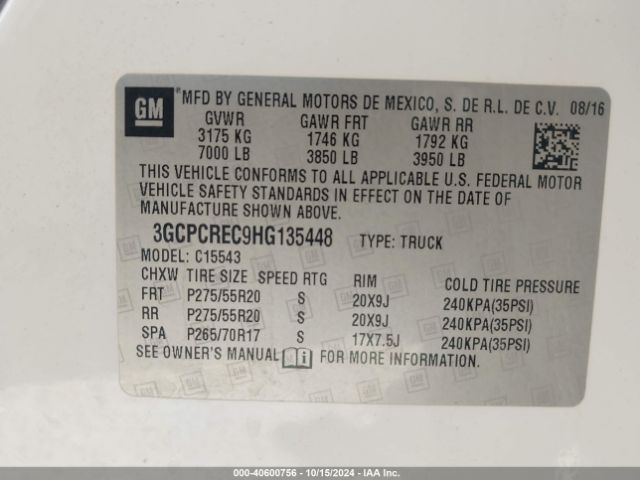 GM ® MFD BY GENERAL MOTORS DE MEXICO, S. DE R.L. DE C.V. 08/16
GVWR GAWR FRT GAWR RR
3175 KG 1746 KG 1792 KG
7000 LB 3850 LB 3950 LB
THIS VEHICLE CONFORMS TO ALL APPLICABLE U.S. FEDERAL MOTOR
VEHICLE SAFETY STANDARDS IN EFFECT ON THE DATE OF
MANUFACTURE SHOWN ABOVE.
3GCPCREC9HG135448 TYPE: TRUCK
MODEL: C15543
CHXW TIRE SIZE SPEED RTG RIM COLD TIRE PRESSURE
FRT P275/55R20 S 20X9J 240KPA(35PSI)
RR P275/55R20 S 20X9J 240KPA(35PSI)
SPA P265/70R17 S 17X7.5J 240KPA(35PSI)
SEE OWNER'S MANUAL FOR MORE INFORMATION.
000-40600756 - 10/15/2024 - IAA Inc.